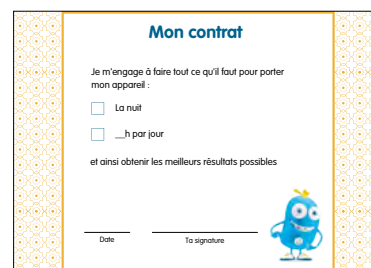 Mon contrat
Je m'engage à faire tout ce qu'il faut pour porter
mon appareil :
La nuit
__h par jour
et ainsi obtenir les meilleurs résultats possibles
Date
Ta signature